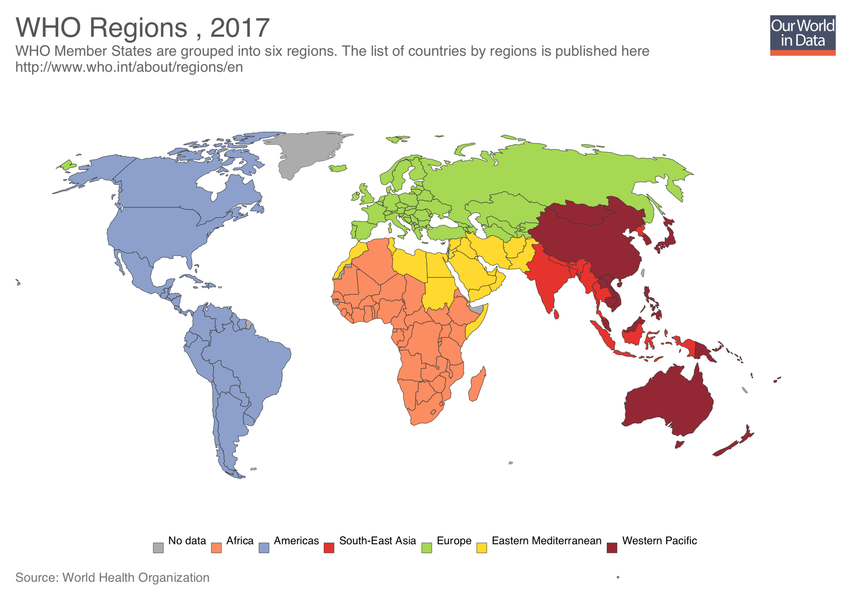 WHO Regions , 2017
Our World
in Data
WHO Member States are grouped into six regions. The list of countries by regions is published here
http://www.who.int/about/regions/en
No data
Africa
Americas
South-East Asia
Europe
Eastern Mediterranean
Western Pacific
Source: World Health Organization